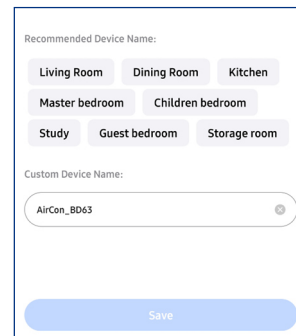 Recommended Device Name:
Living Room Dining Room Kitchen
Master bedroom Children bedroom
Study Guest bedroom Storage room
Custom Device Name:
AirCon_BD63
Save